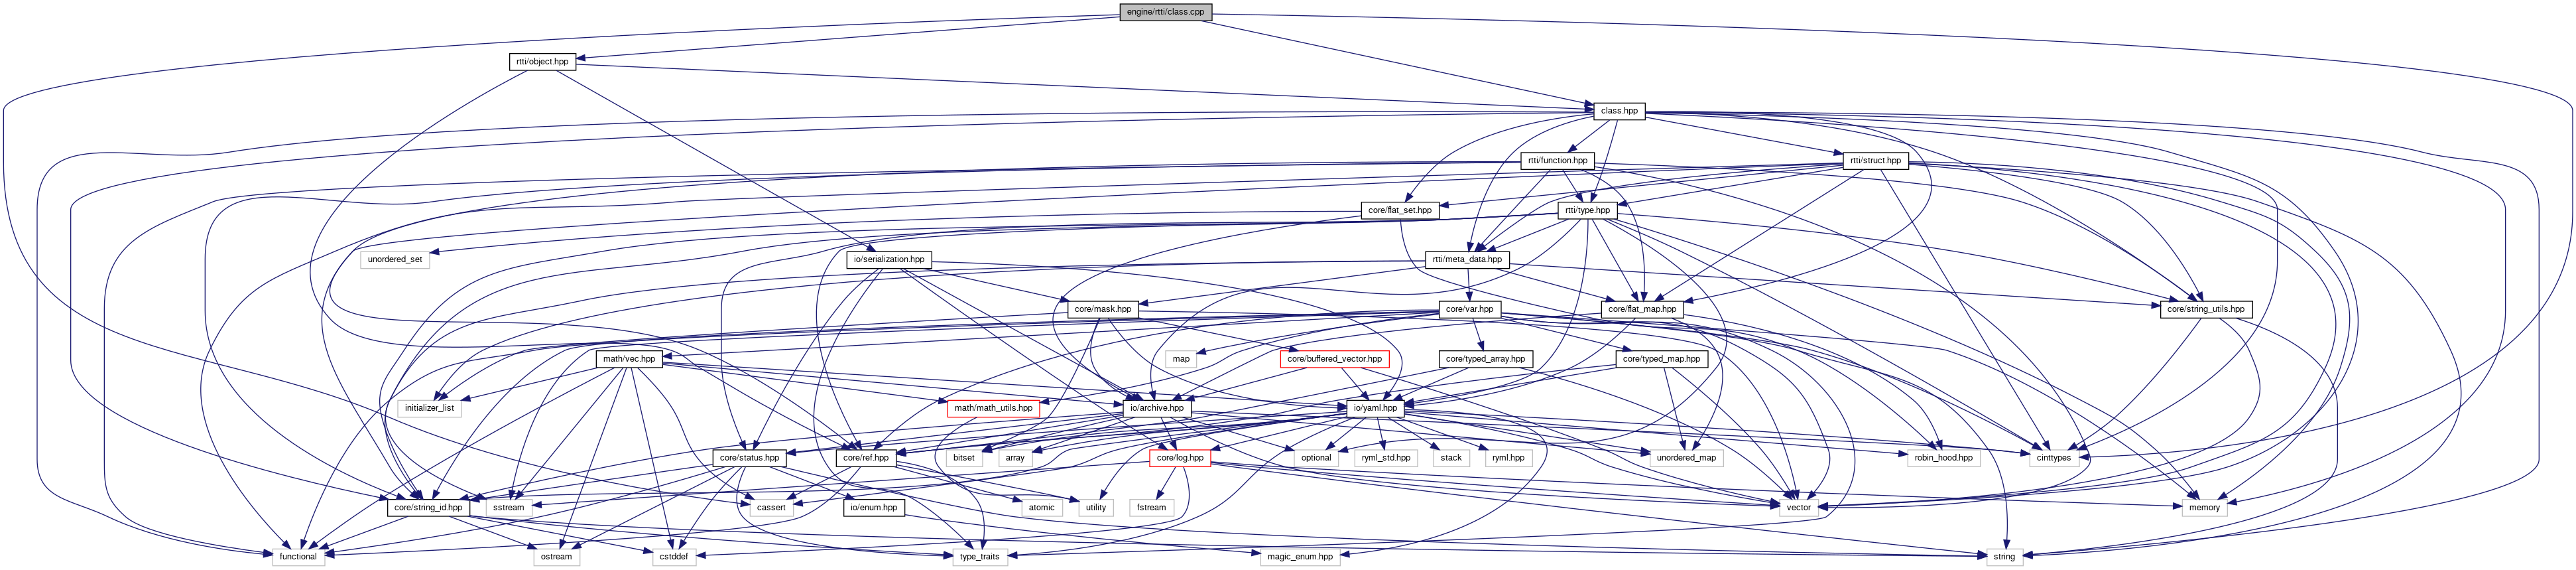 engine/rtti/class.cpp
rtti/object.hpp
class.hpp
rtti/function.hpp
rtti/struct.hpp
core/flat_set.hpp
rtti/type.hpp
unordered_set
io/serialization.hpp
rtti/meta_data.hpp
core/mask.hpp
core/var.hpp
core/flat_map.hpp
core/string_utils.hpp
math/vec.hpp
map
core/buffered_vector.hpp
core/typed_array.hpp
core/typed_map.hpp
initializer_list
math/math_utils.hpp
io/archive.hpp
io/yaml.hpp
core/status.hpp
core/ref.hpp
bitset
array
core/log.hpp
optional
ryml_std.hpp
stack
ryml.hpp
unordered_map
robin_hood.hpp
cinttypes
core/string_id.hpp
sstream
cassert
io/enum.hpp
atomic
utility
fstream
vector
memory
functional
ostream
cstddef
type_traits
magic_enum.hpp
string